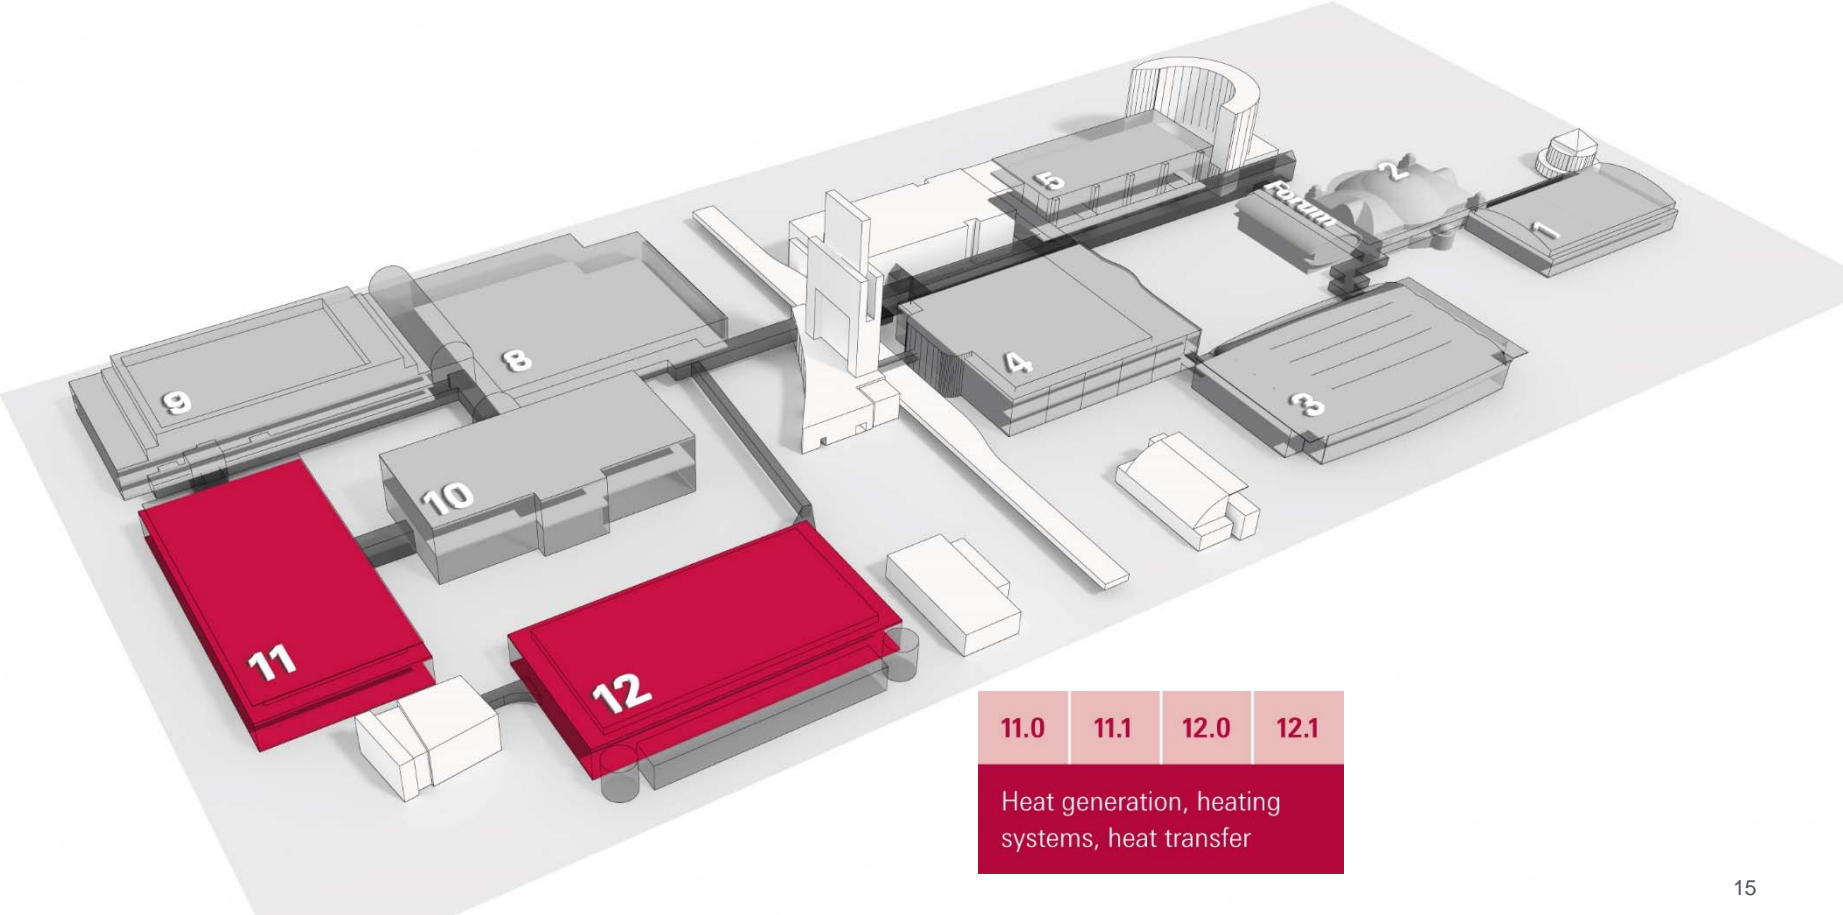 5
2
Forum
1
8
4
9
3
10
11
12
11.0 11.1 12.0 12.1
Heat generation, heating
systems, heat transfer
15